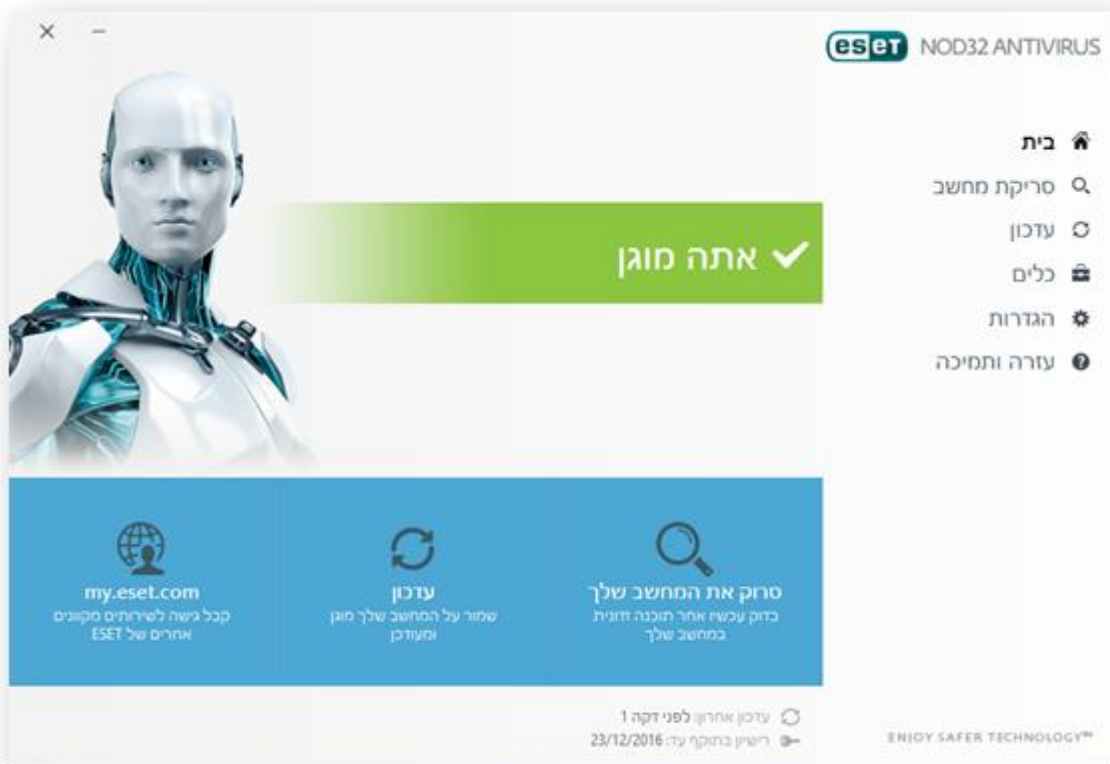 eset NOD32 ANTIVIRUS
בית
סריקת מחשב
עדכון
כלים
הגדרות
עזרה ותמיכה
אתה מוגן
סרוק את המחשב שלך
בדוק עכשיו אחר תוכנה זדונית
במחשב שלך
עדכון
שמור על המחשב שלך מוגן
ומעודכן
my.eset.com
קבל גישה לשירותים מקוונים
אחרים של ESET
עדכון אחרון: לפני דקה 1
רישיון בתוקף עד: 23/12/2016
ENJOY SAFER TECHNOLOGY™